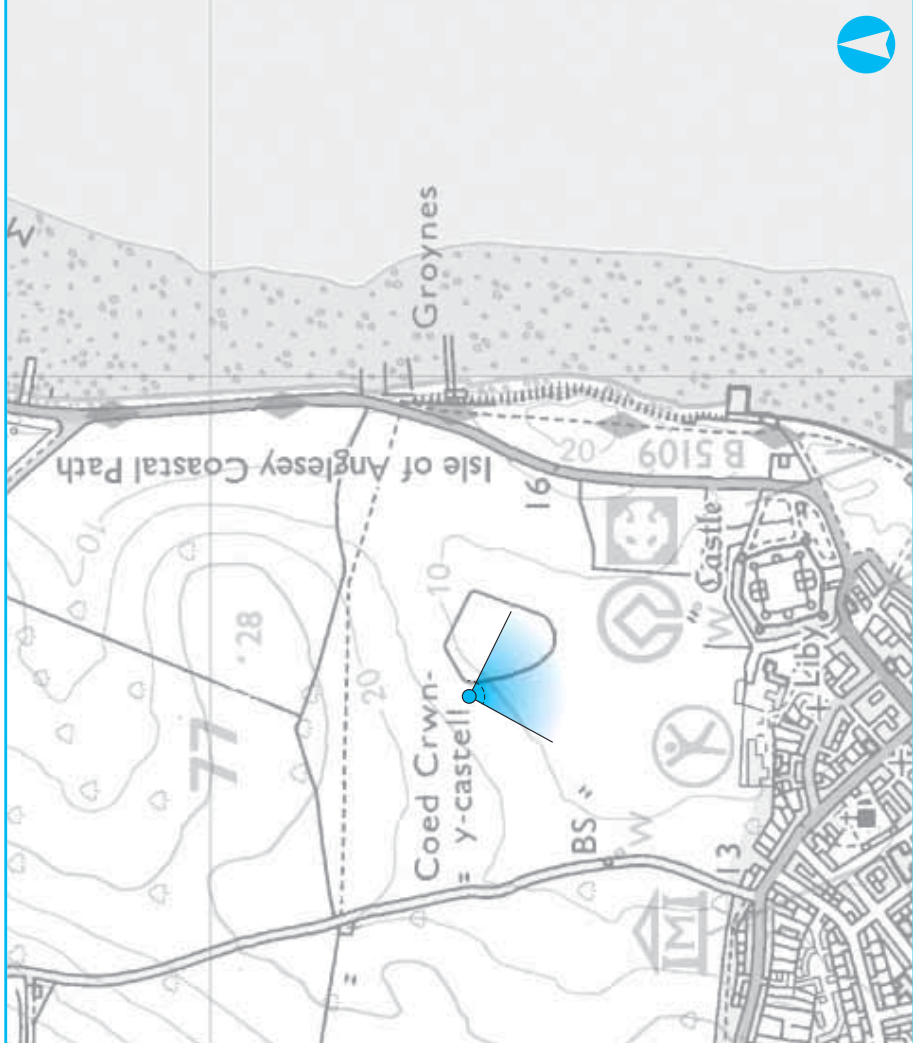 M
Groynes
Isle of Anglesey Coastal Path
10
20
B 5109
16
28
77
20
10
Castle
W
Coed Crwn-
y-castell
Liby
BS
W
13
M